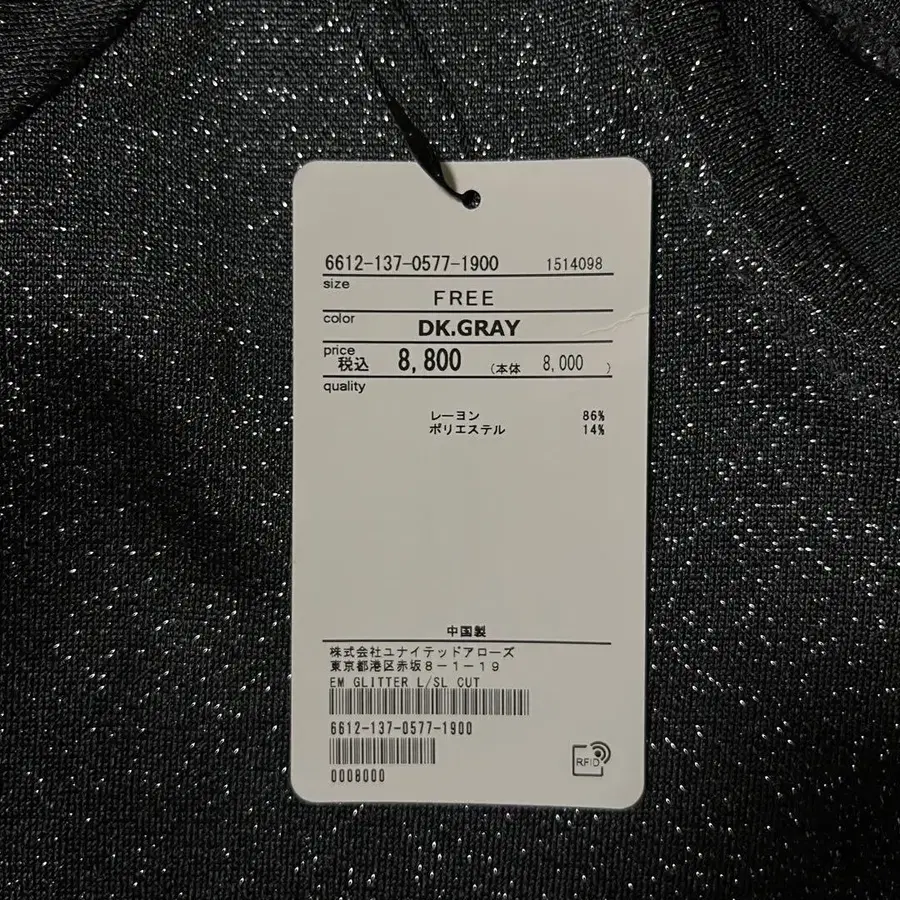 6612-137-0577-1900 1514098
size
FREE
color
DK.GRAY
price
税込 8,800 (本体 8,000 )
quality
レーヨン 86%
ポリエステル 14%
中国製
株式会社ユナイテッドアローズ
東京都港区赤坂8-1-19
EM GLITTER L/SL CUT
6612-137-0577-1900
0008000
RFID